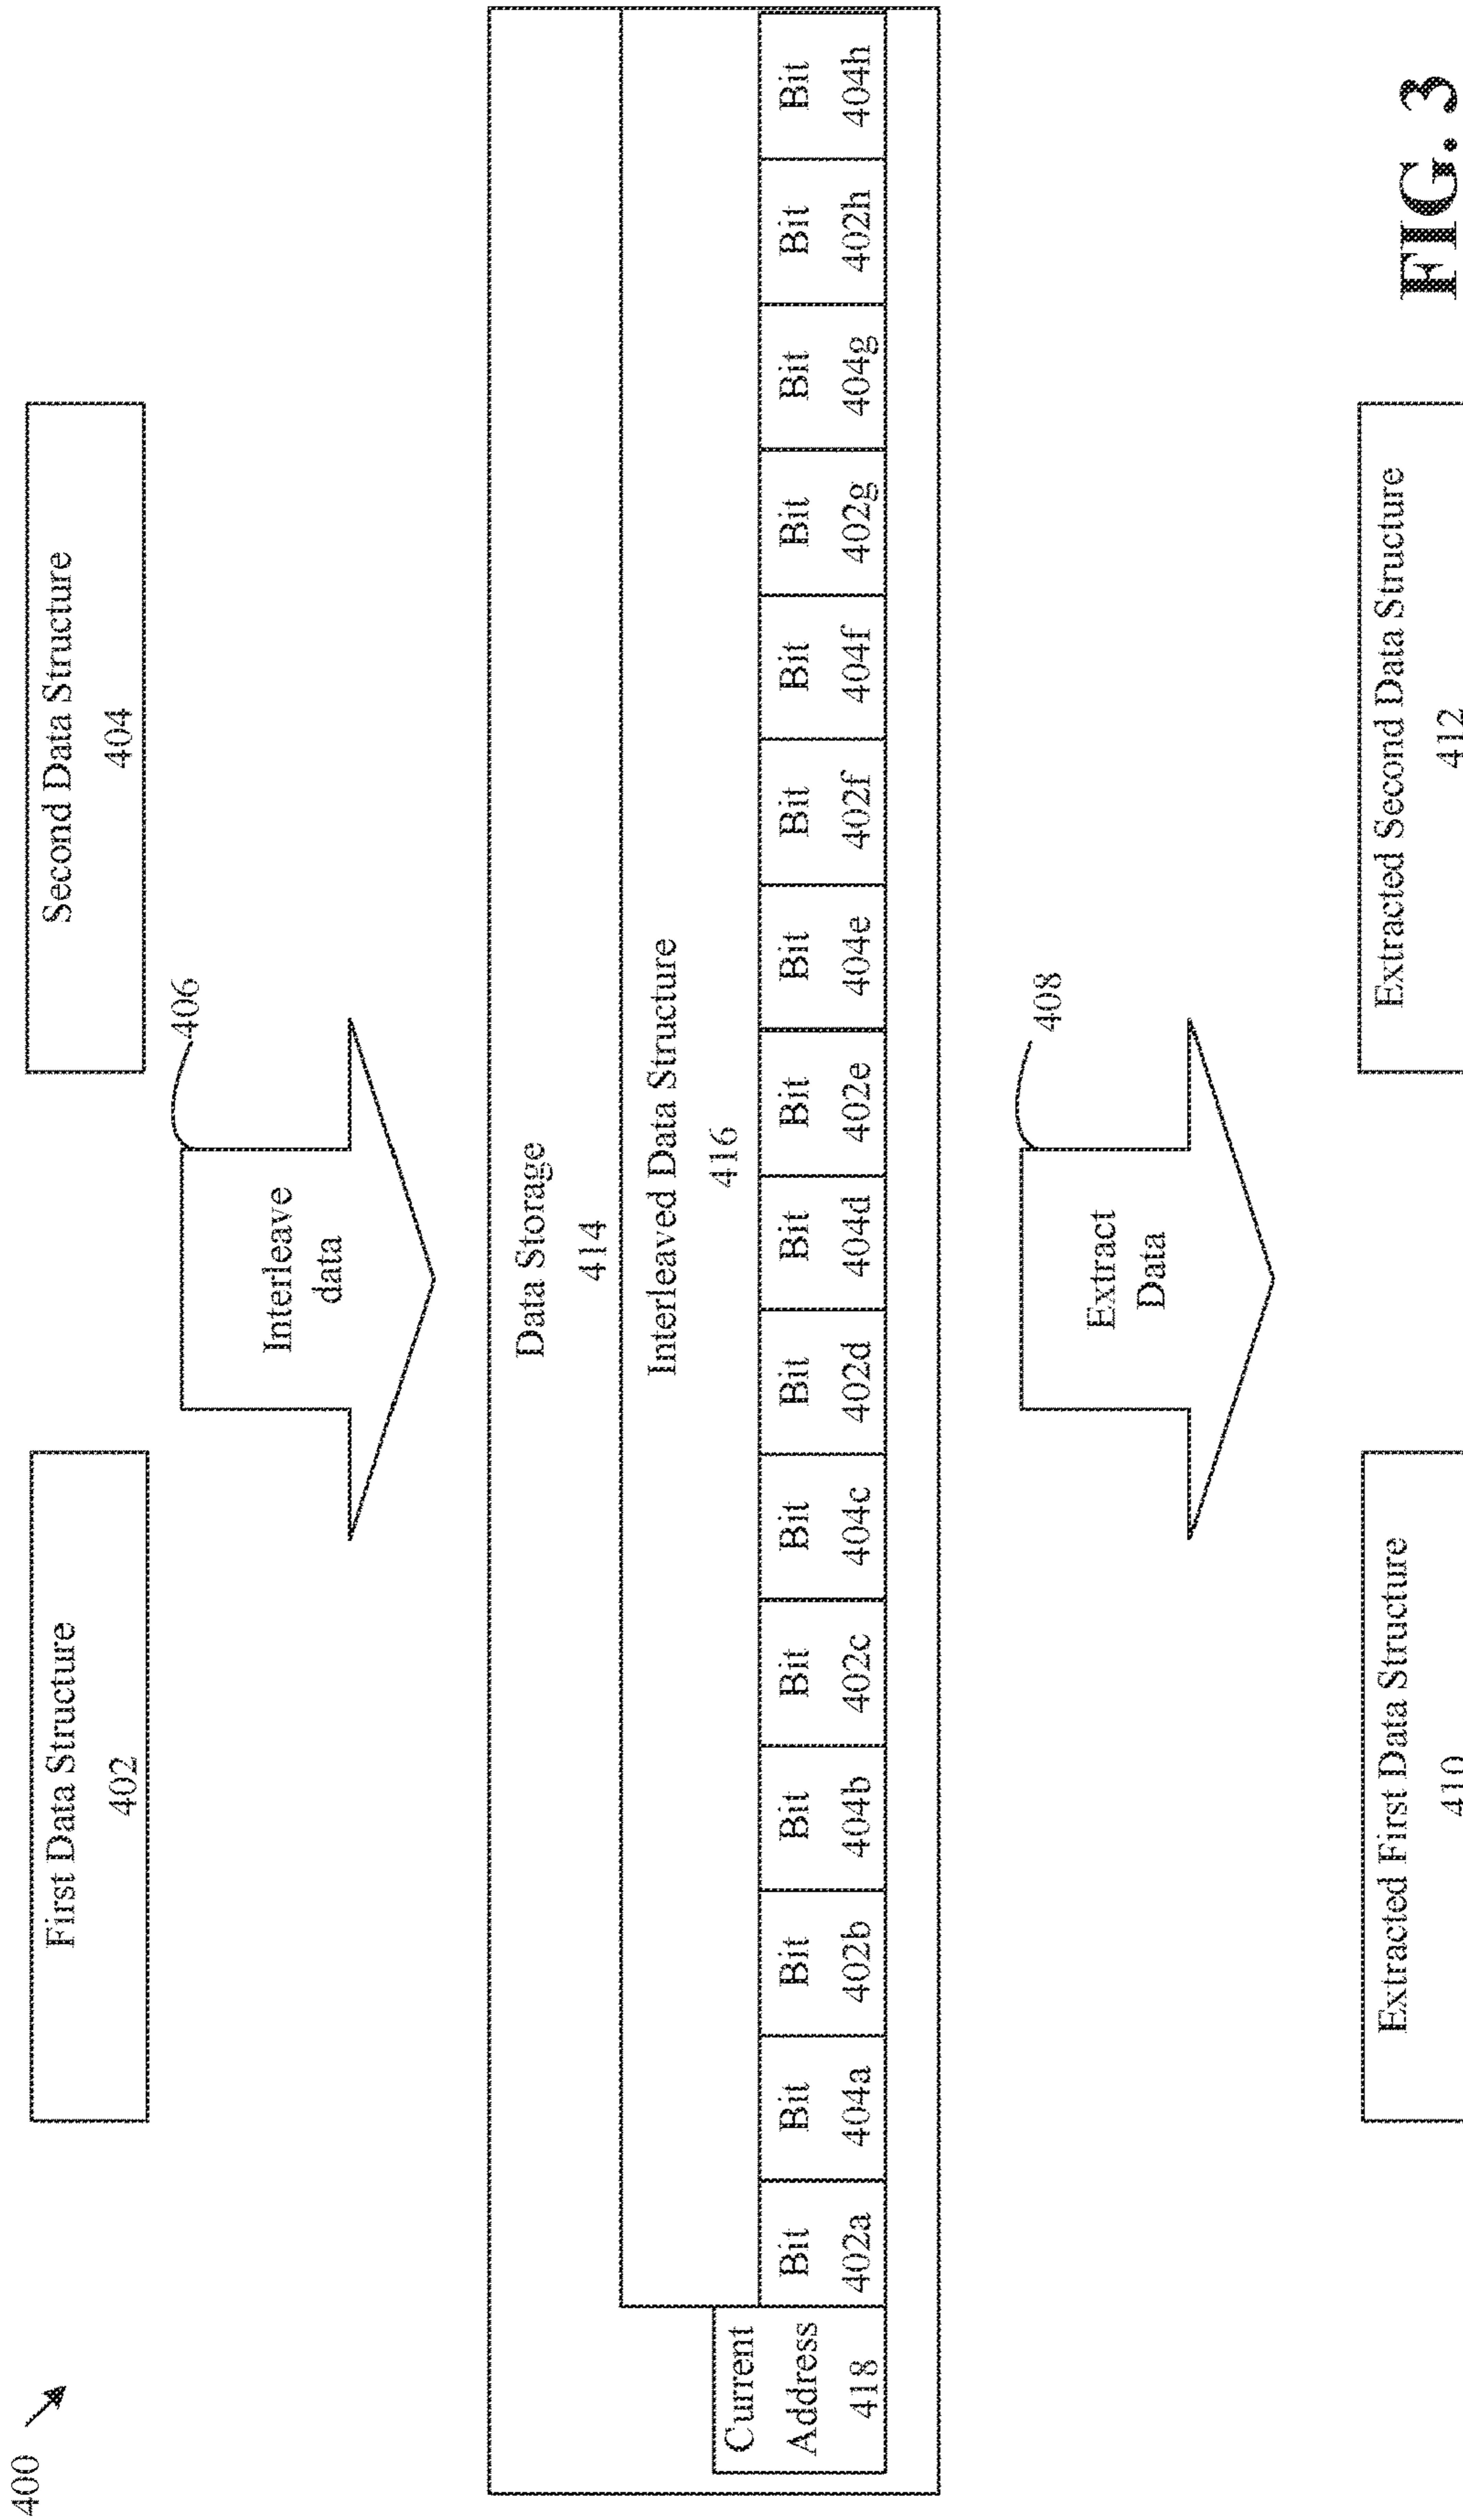 400
First Data Structure
402
Second Data Structure
404
406
Interleave
data
Data Storage
414
Interleaved Data Structure
416
Current
Address
418
Bit
402a
Bit
404a
Bit
402b
Bit
404b
Bit
402c
Bit
404c
Bit
402d
Bit
404d
Bit
402e
Bit
404e
Bit
402f
Bit
404f
Bit
402g
Bit
404g
Bit
402h
Bit
404h
408
Extract
Data
Extracted First Data Structure
410
Extracted Second Data Structure
412
FIG. 3